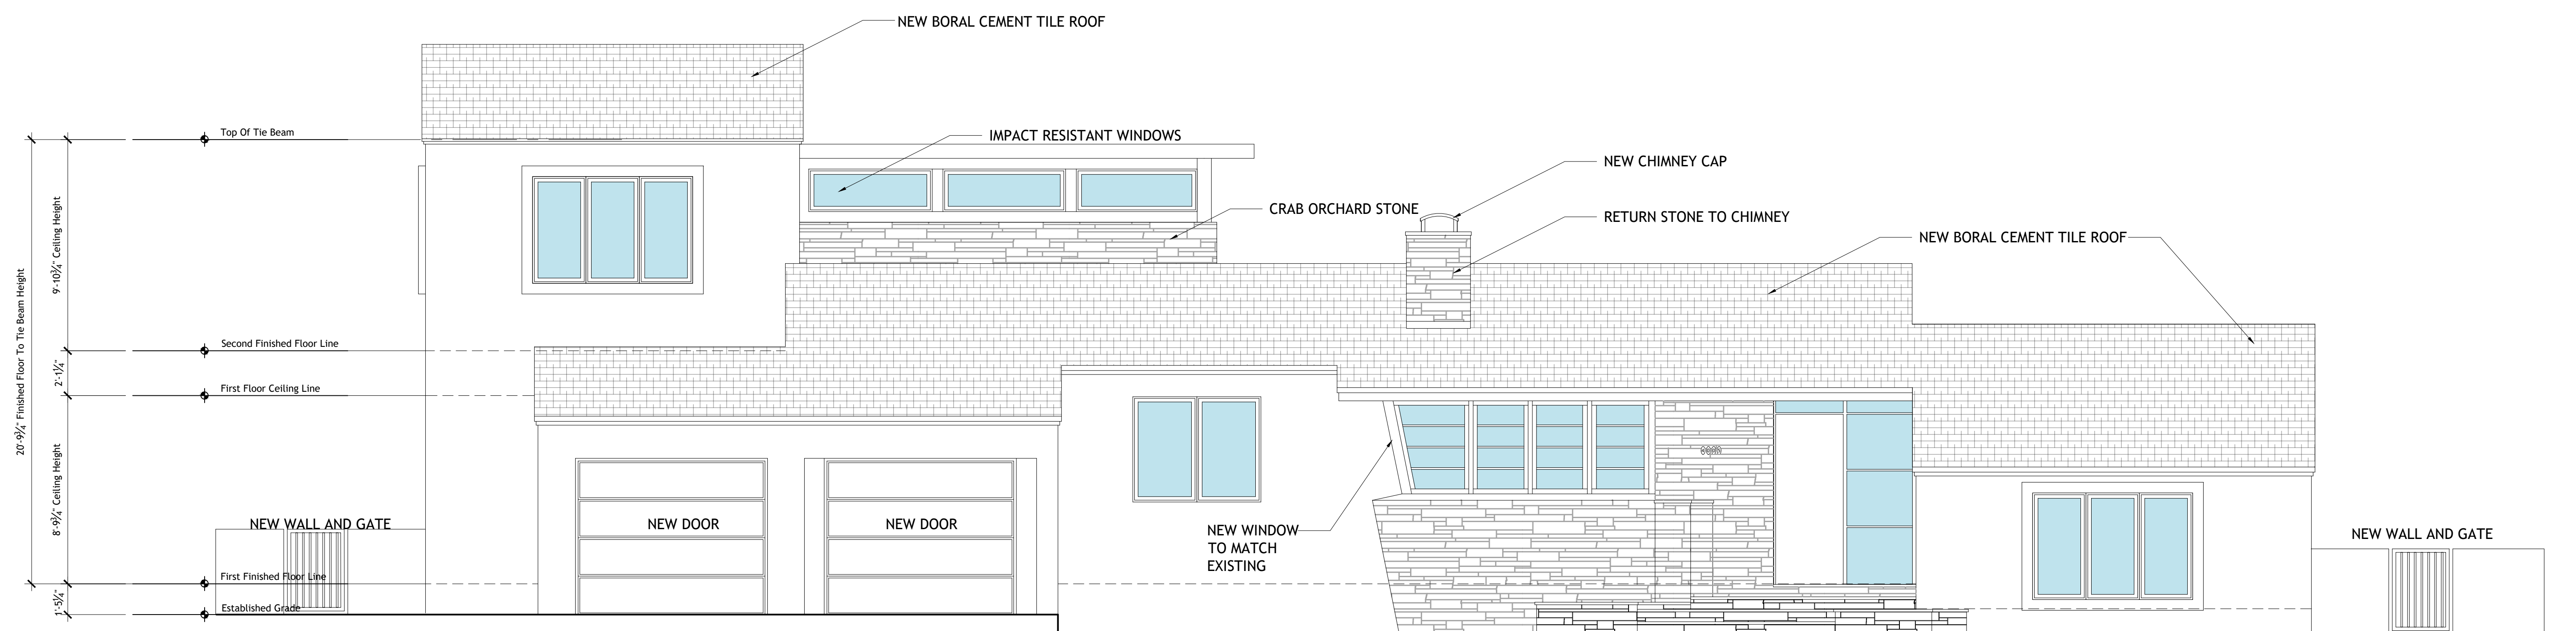 NEW BORAL CEMENT TILE ROOF
Top Of Tie Beam
IMPACT RESISTANT WINDOWS
NEW CHIMNEY CAP
CRAB ORCHARD STONE
RETURN STONE TO CHIMNEY
NEW BORAL CEMENT TILE ROOF
20'-9¾" Finished Floor To Tie Beam Height
9'-10¾" Ceiling Height
Second Finished Floor Line
2'-1¼"
First Floor Ceiling Line
8'-9¾" Ceiling Height
NEW WALL AND GATE
NEW DOOR
NEW DOOR
NEW WINDOW
TO MATCH
EXISTING
NEW WALL AND GATE
First Finished Floor Line
1'-5¼"
Established Grade